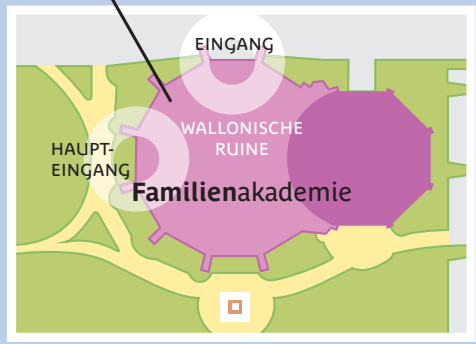 EINGANG
WALLONISCHE
RUINE
HAUPT-
EINGANG
Familienakademie